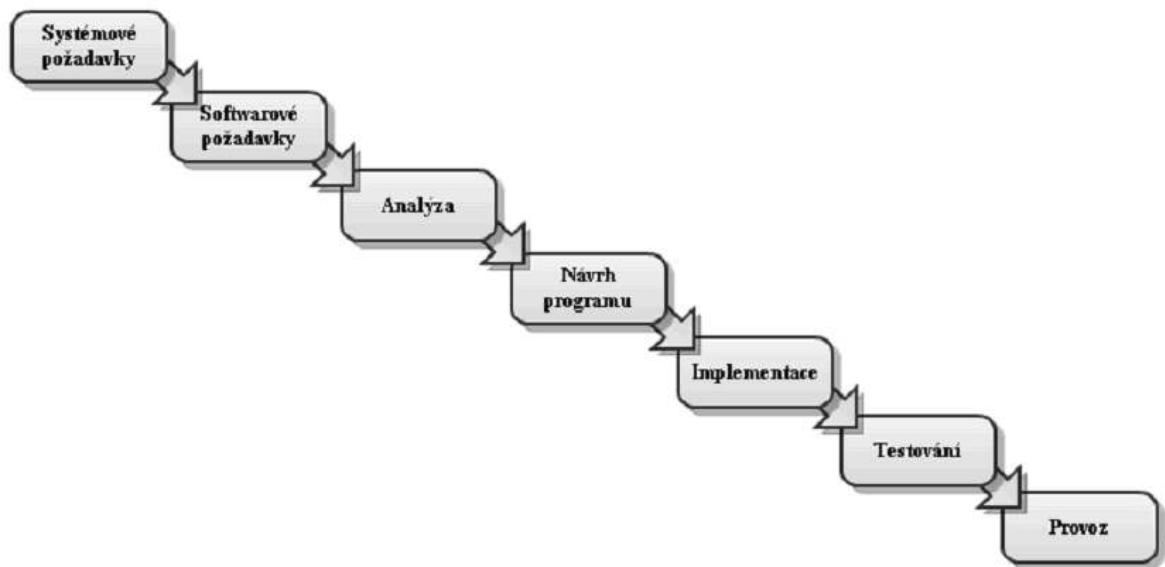 Systémové
požadavky
Softwarové
požadavky
Analýza
Návrh
programu
Implementace
Testování
Provoz